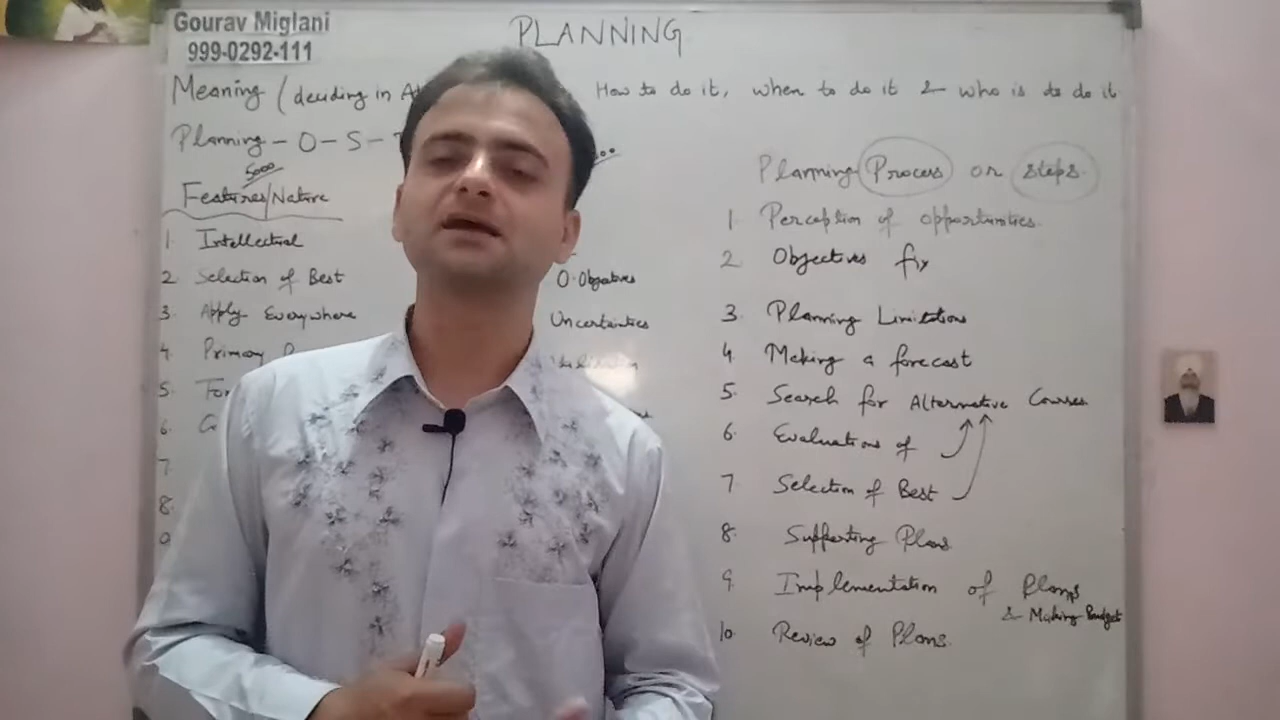 Gourav Miglani
999-0292-111
PLANNING
Meaning (deciding in How to do it, when to do it & who is to do it
Planning - O - S -
5000
Features/Native
1. Intellectual
2 Selection of Best
3. Apply Everywhere
4. Primary
5.
6.
7.
8.
9
O. Objectives
Uncertainties
Planning Process or steps.
1. Perception of opportunities.
2 Objectives fix
3. Planning Limitations
4. Making a forecast
5. Search for Alternative Courses
6. Evaluation of
7 Selection of Best
8. Supporting Plans
9 Implementation of Plans
& Making Budget
10. Review of Plans.